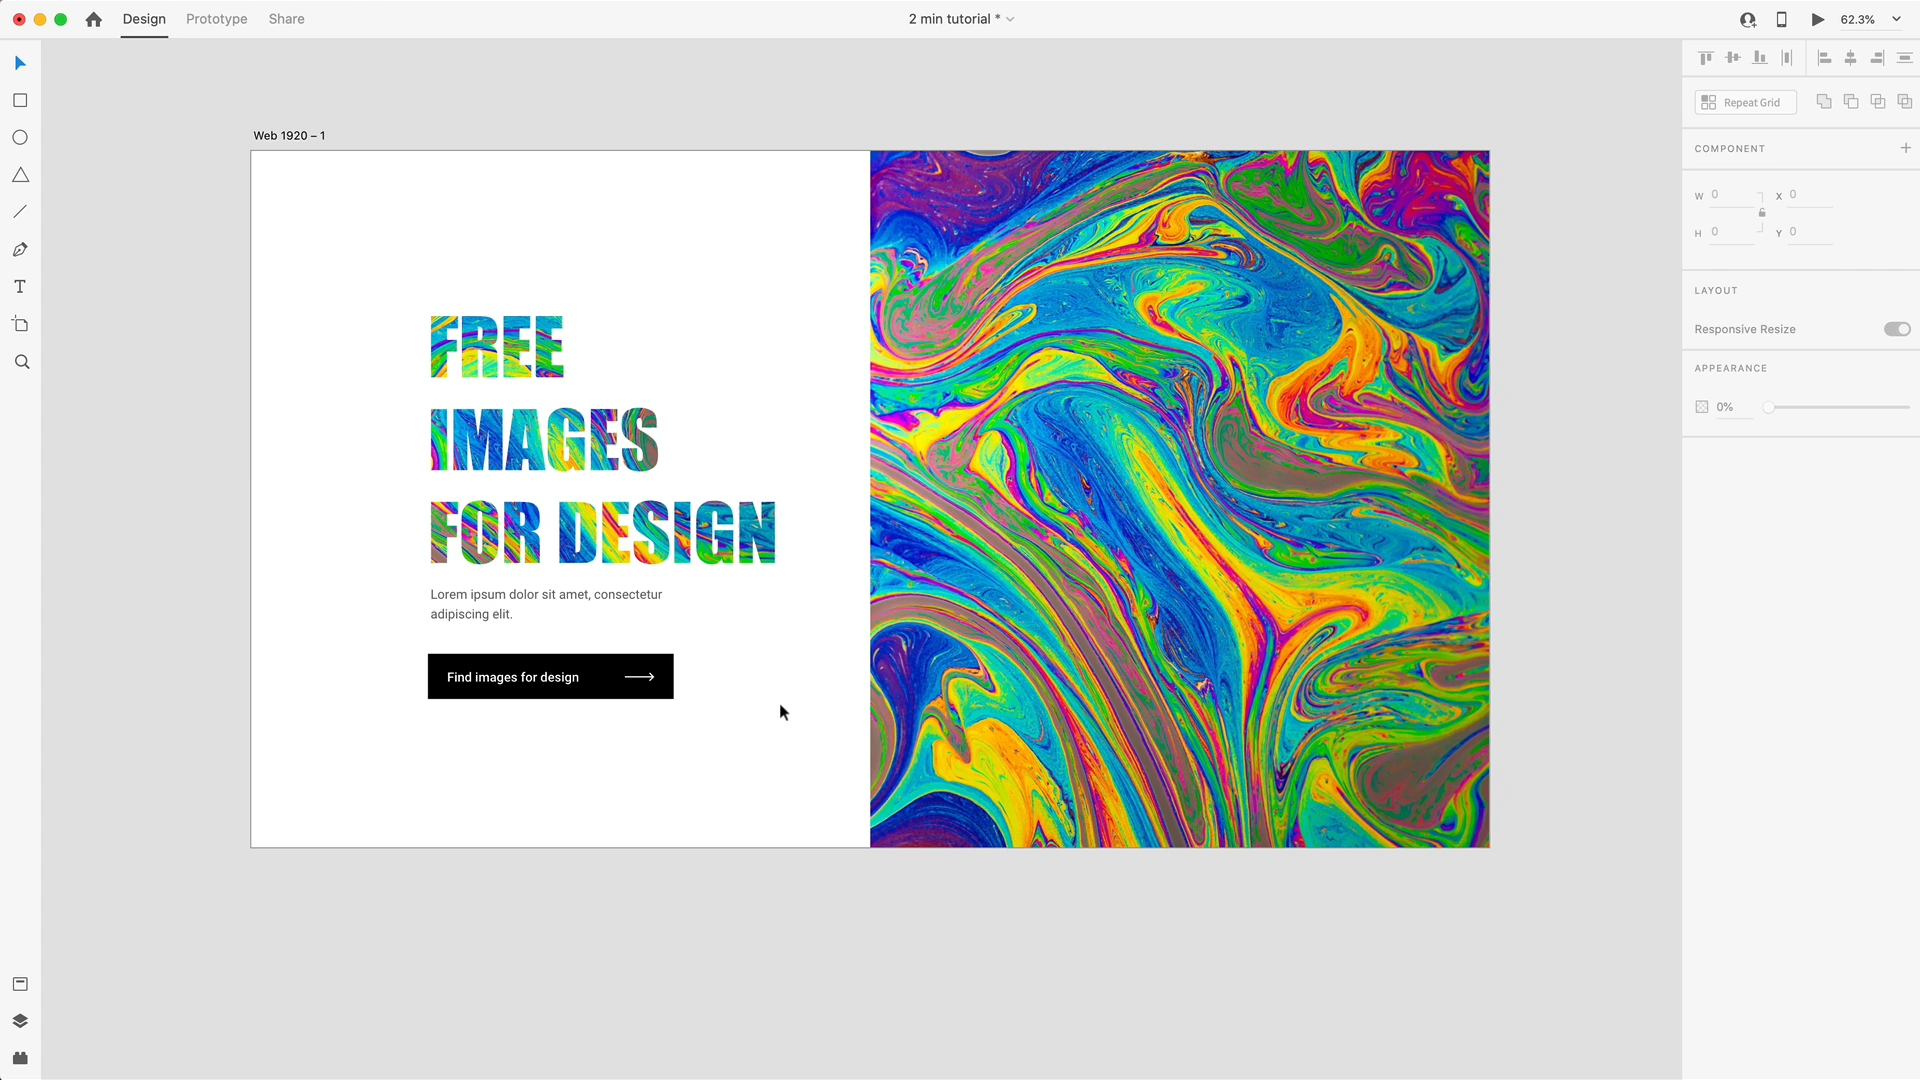 Design Prototype Share 2 min tutorial * 62.3%
Repeat Grid
Web 1920 – 1
COMPONENT
W 0 X 0
H 0 Y 0
LAYOUT
Responsive Resize
APPEARANCE
0%
FREE
IMAGES
FOR DESIGN
Lorem ipsum dolor sit amet, consectetur
adipiscing elit.
Find images for design